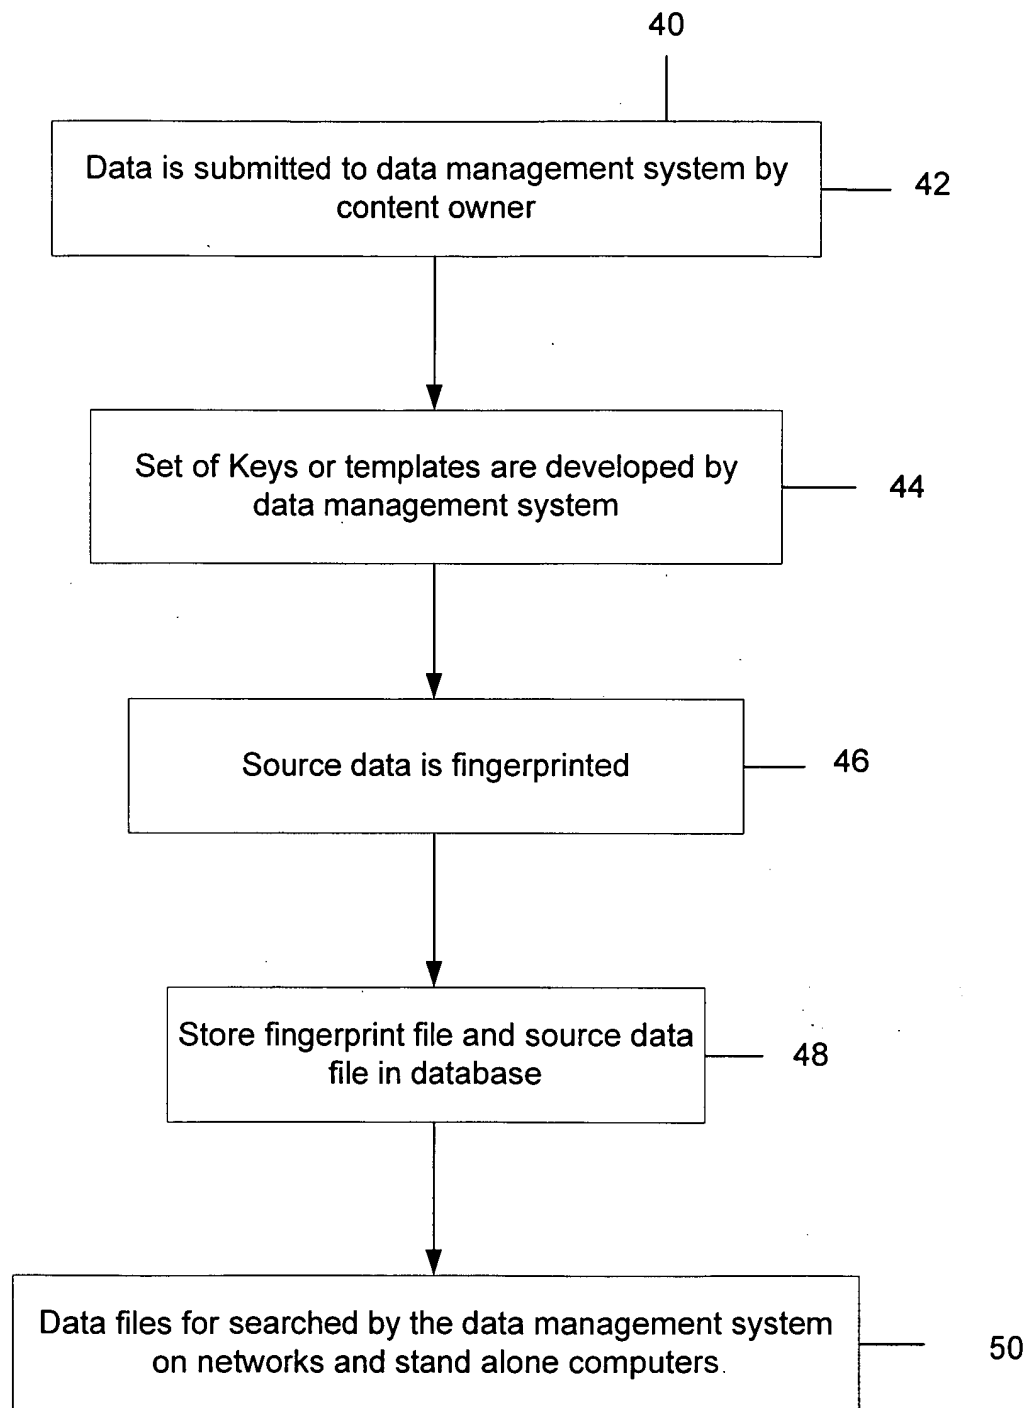 40
Data is submitted to data management system by
content owner
42
Set of Keys or templates are developed by
data management system
44
Source data is fingerprinted
46
Store fingerprint file and source data
file in database
48
Data files for searched by the data management system
on networks and stand alone computers.
50